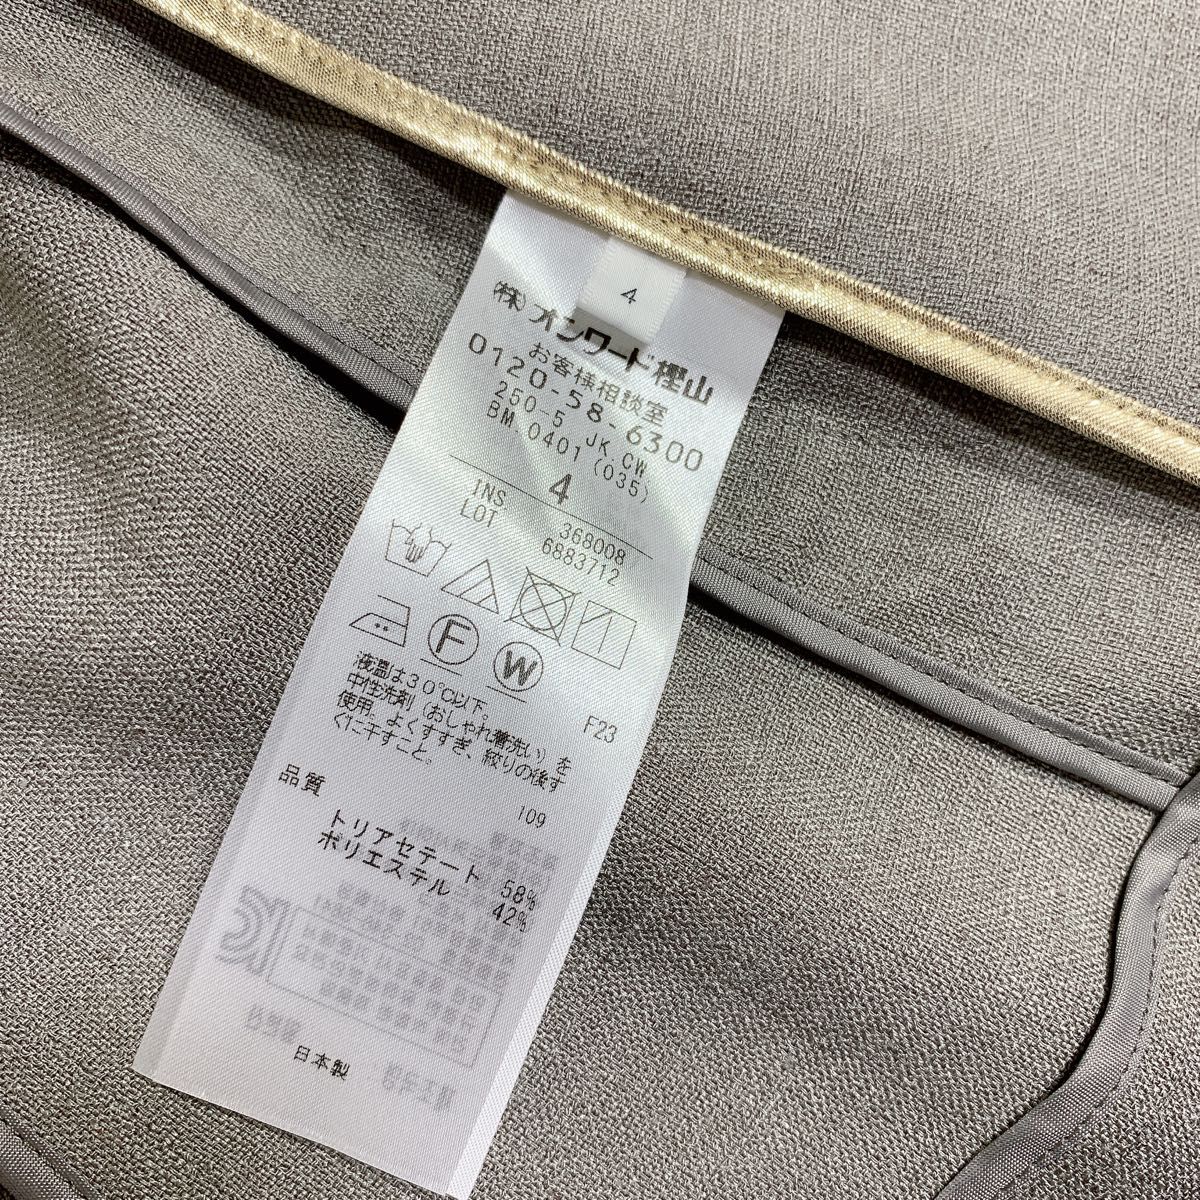 4
(株)オンワード樫山
お客様相談室
0120-58-6300
250-5 JK.CW
BM 0401(035)
4
INS 368008
LOT 6883712
F W
液温は30℃以下。
中性洗剤(おしゃれ着洗い)を
使用。よくすすぎ、絞りの後す
ぐに干すこと。
F23
品質
109
トリアセテート 58%
ポリエステル 42%
日本製